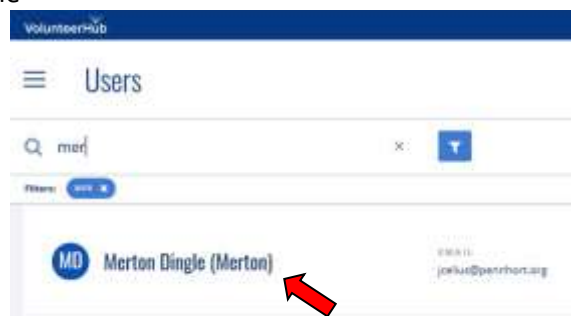 VolunteerHub
Users
mer
Filters:
MD Merton Dingle (Merton)
EMAIL